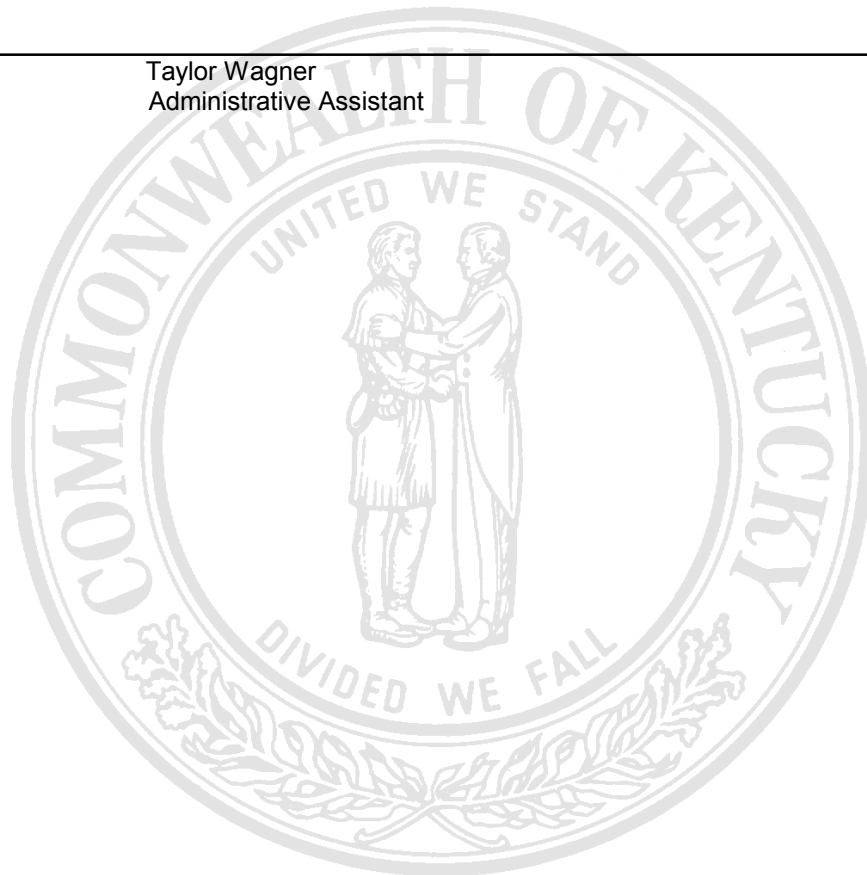 Taylor Wagner
Administrative Assistant
COMMONWEALTH OF KENTUCKY
UNITED WE STAND
DIVIDED WE FALL